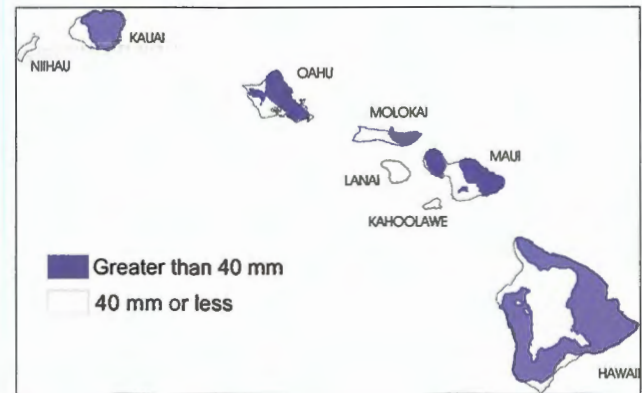 KAUAI
NIIHAU
OAHU
MOLOKAI
MAUI
LANAI
KAHOOLAWE
Greater than 40 mm
40 mm or less
HAWAII